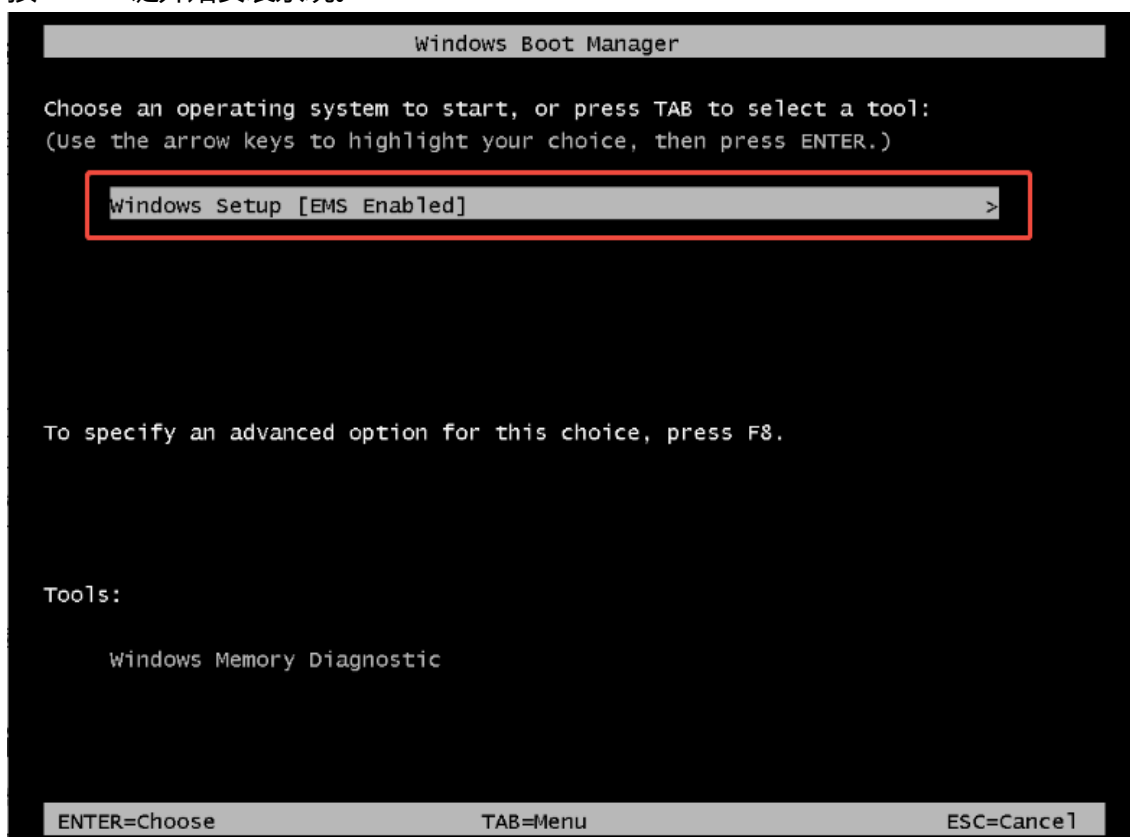 Windows Boot Manager
Choose an operating system to start, or press TAB to select a tool:
(Use the arrow keys to highlight your choice, then press ENTER.)
Windows Setup [EMS Enabled] >
To specify an advanced option for this choice, press F8.
Tools:
Windows Memory Diagnostic
ENTER=Choose TAB=Menu ESC=Cancel